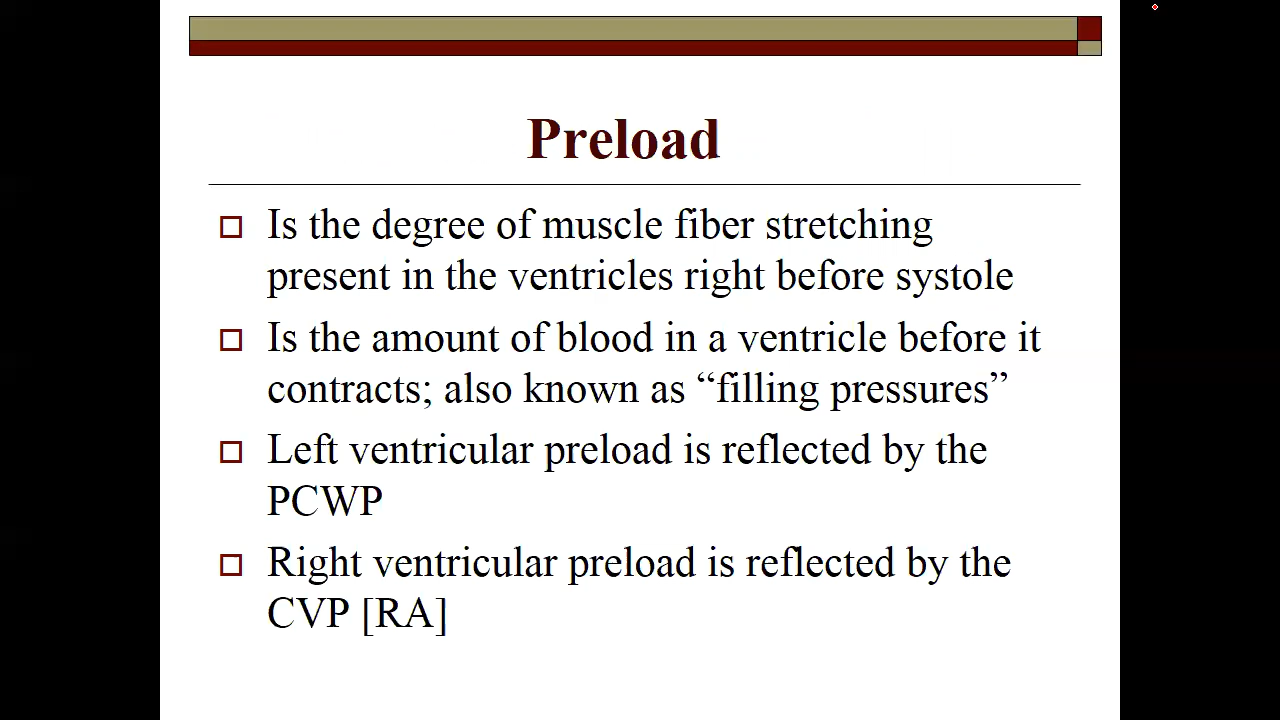 Preload
Is the degree of muscle fiber stretching
present in the ventricles right before systole
Is the amount of blood in a ventricle before it
contracts; also known as “filling pressures”
Left ventricular preload is reflected by the
PCWP
Right ventricular preload is reflected by the
CVP [RA]